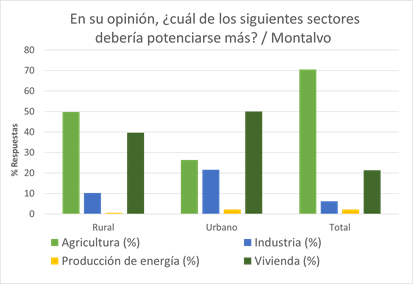 En su opinión, ¿cuál de los siguientes sectores
debería potenciarse más? / Montalvo
80
70
60
50
40
30
20
10
0
% Respuestas
Rural Urbano Total
Agricultura (%) Industria (%)
Producción de energía (%) Vivienda (%)